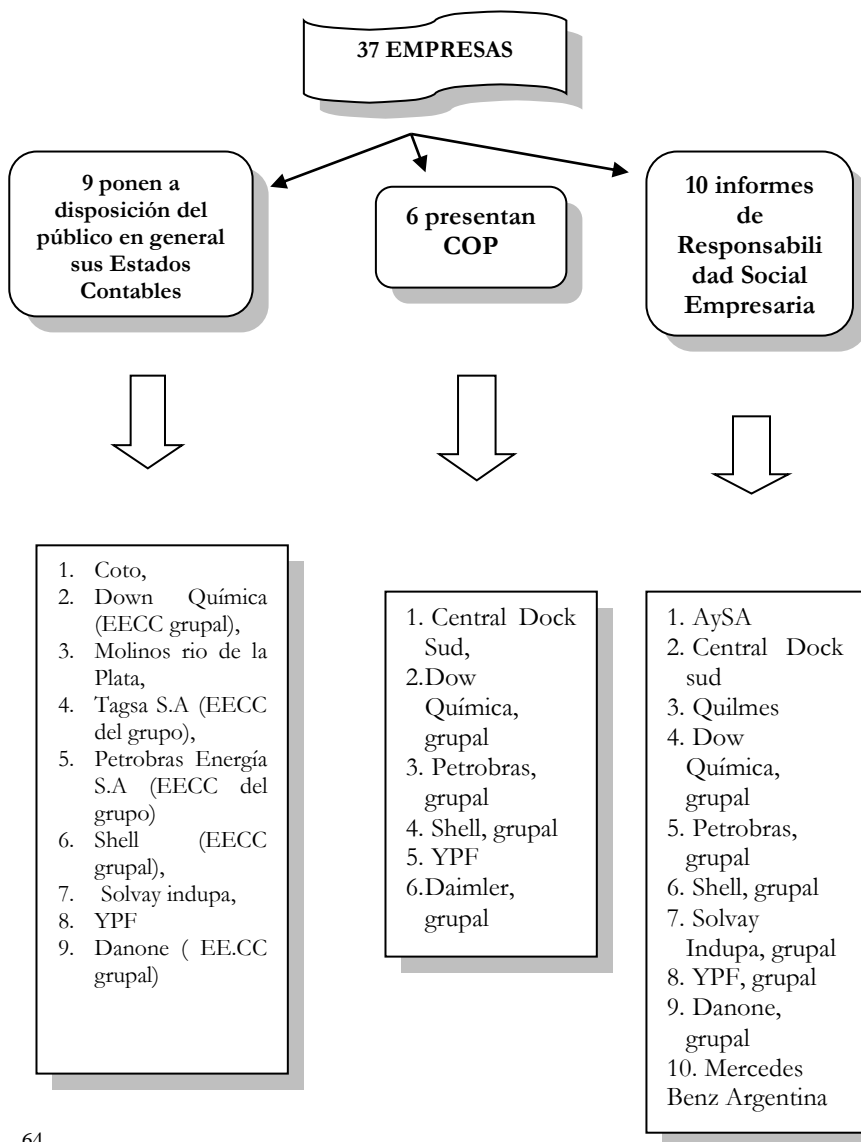 37 EMPRESAS
9 ponen a
disposición del
público en general
sus Estados
Contables
6 presentan
COP
10 informes
de
Responsabili
dad Social
Empresaria
1. Coto,
2. Down Química
(EECC grupal),
3. Molinos rio de la
Plata,
4. Tagsa S.A (EECC
del grupo),
5. Petrobras Energía
S.A (EECC del
grupo)
6. Shell (EECC
grupal),
7. Solvay indupa,
8. YPF
9. Danone ( EE.CC
grupal)
1. Central Dock
Sud,
2.Dow
Química,
grupal
3. Petrobras,
grupal
4. Shell, grupal
5. YPF
6.Daimler,
grupal
1. AySA
2. Central Dock
sud
3. Quilmes
4. Dow
Química,
grupal
5. Petrobras,
grupal
6. Shell, grupal
7. Solvay
Indupa, grupal
8. YPF, grupal
9. Danone,
grupal
10. Mercedes
Benz Argentina
64